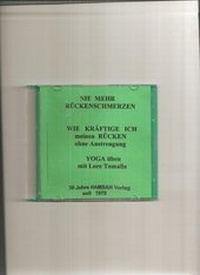 NIE MEHR
RÜCKENSCHMERZEN
WIE KRÄFTIGE ICH
meinen RÜCKEN
ohne Anstrengung
YOGA üben
mit Lore Tomalla
30 Jahre HAMSAH Verlag
seit 1978